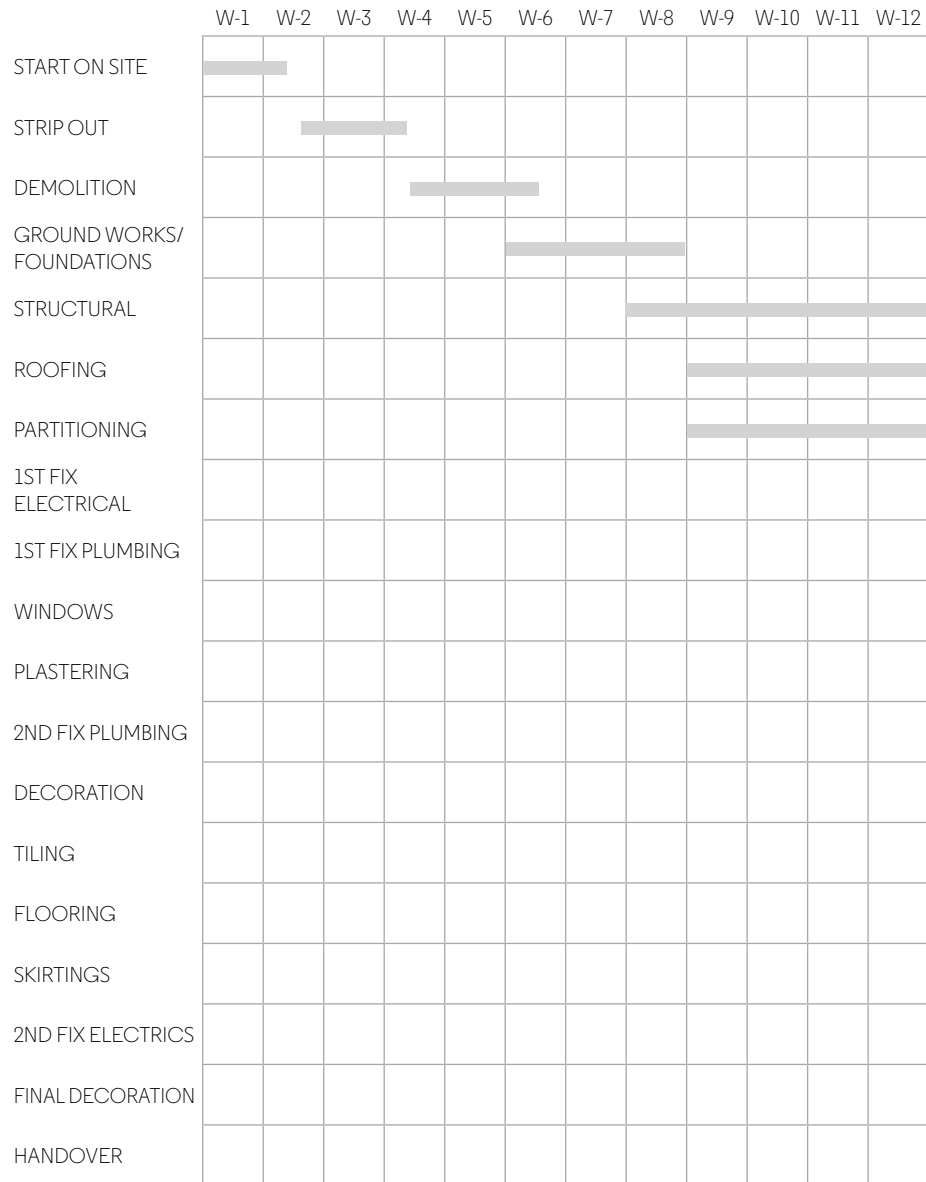 W-1 W-2 W-3 W-4 W-5 W-6 W-7 W-8 W-9 W-10 W-11 W-12
START ON SITE
STRIP OUT
DEMOLITION
GROUND WORKS/
FOUNDATIONS
STRUCTURAL
ROOFING
PARTITIONING
1ST FIX
ELECTRICAL
1ST FIX PLUMBING
WINDOWS
PLASTERING
2ND FIX PLUMBING
DECORATION
TILING
FLOORING
SKIRTINGS
2ND FIX ELECTRICS
FINAL DECORATION
HANDOVER